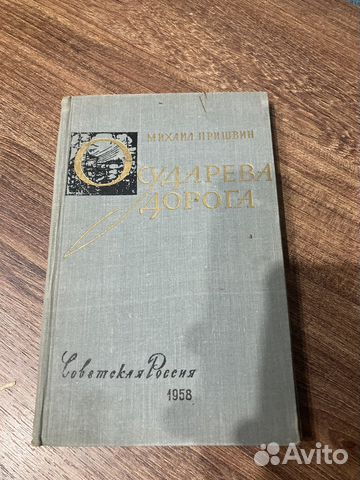 МИХАИЛ ПРИШВИН
ОСУДАРЕВА
ДОРОГА
Советская Россия
1958
Avito